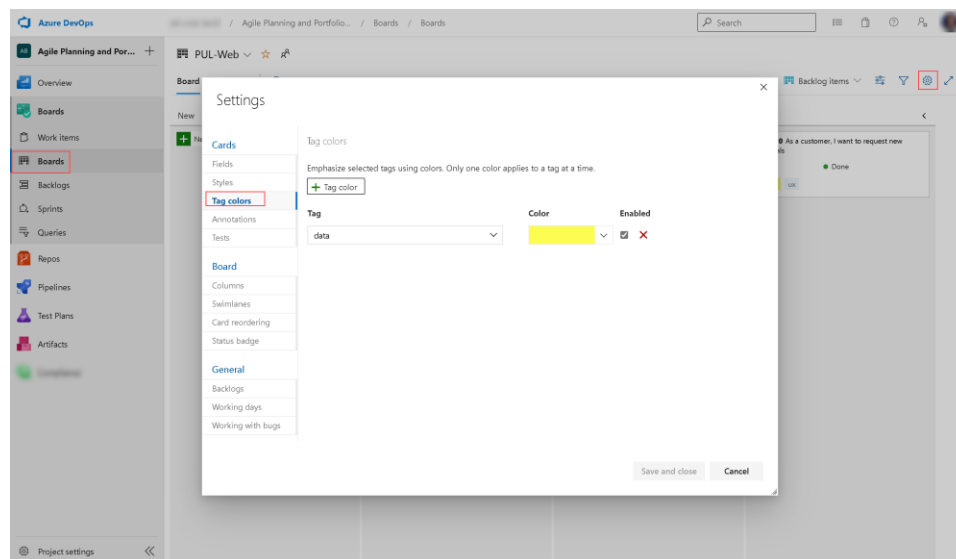 Azure DevOps
/ Agile Planning and Portfolio... / Boards / Boards
Search
AB Agile Planning and Por...
PUL-Web
Overview
Board
Backlog items
Boards
New
Work items
Boards
Backlogs
Sprints
Queries
Repos
Pipelines
Test Plans
Artifacts
Project settings
As a customer, I want to request new
Done
UX
Settings
Cards
Fields
Styles
Tag colors
Annotations
Tests
Board
Columns
Swimlanes
Card reordering
Status badge
General
Backlogs
Working days
Working with bugs
Tag colors
Emphasize selected tags using colors. Only one color applies to a tag at a time.
+ Tag color
Tag Color Enabled
data
Save and close Cancel